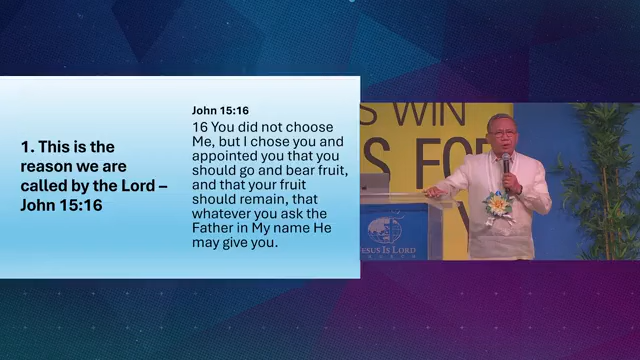 1. This is the
reason we are
called by the Lord –
John 15:16
John 15:16
16 You did not choose
Me, but I chose you and
appointed you that you
should go and bear fruit,
and that your fruit
should remain, that
whatever you ask the
Father in My name He
may give you.
S WIN
S FOR
JESUS IS LORD
CHURCH